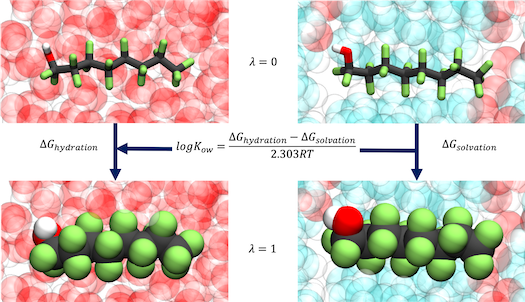 λ = 0
ΔG_hydration
logK_ow = (ΔG_hydration − ΔG_solvation) / 2.303RT
ΔG_solvation
λ = 1